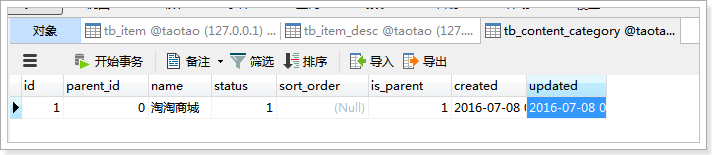 对象 tb_item @taotao (127.0.0.1) ... tb_item_desc @taotao (127.... tb_content_category @taota...
开始事务 备注 筛选 排序 导入 导出
id parent_id name status sort_order is_parent created updated
1 0 淘淘商城 1 (Null) 1 2016-07-08 0 2016-07-08 0